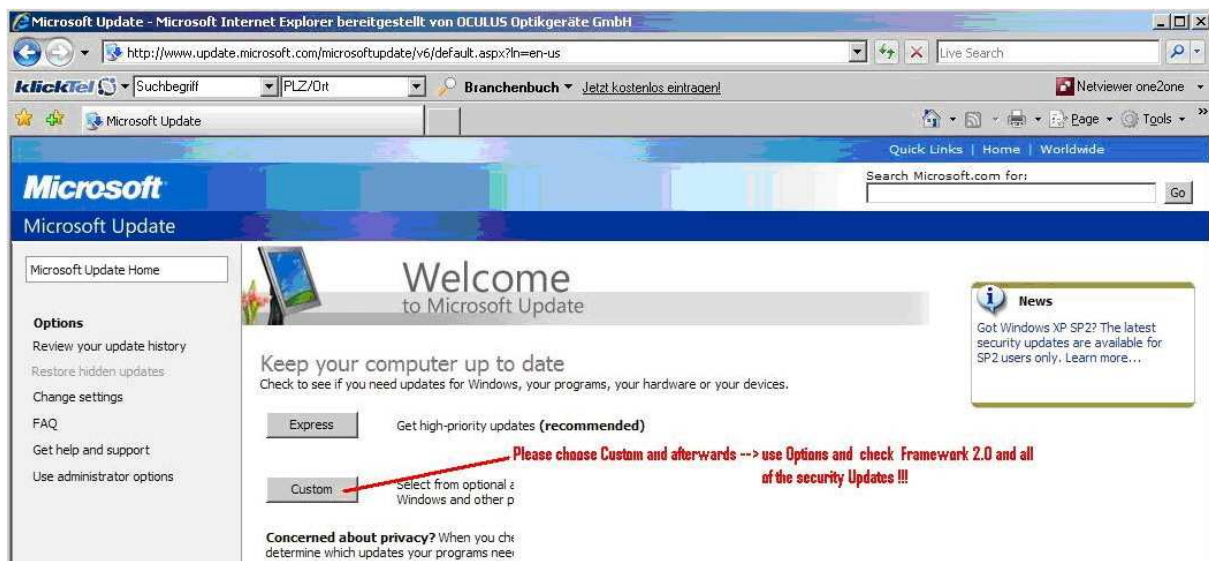 Microsoft Update - Microsoft Internet Explorer bereitgestellt von OCULUS Optikgeräte GmbH
http://www.update.microsoft.com/microsoftupdate/v6/default.aspx?ln=en-us
Live Search
klickTel Suchbegriff PLZ/Ort Branchenbuch Jetzt kostenlos eintragen! Netviewer one2one
Microsoft Update Page Tools
Quick Links | Home | Worldwide
Microsoft
Search Microsoft.com for:
Go
Microsoft Update
Microsoft Update Home
Options
Review your update history
Restore hidden updates
Change settings
FAQ
Get help and support
Use administrator options
Welcome
to Microsoft Update
Keep your computer up to date
Check to see if you need updates for Windows, your programs, your hardware or your devices.
Express Get high-priority updates (recommended)
Please choose Custom and afterwards --> use Options and check Framework 2.0 and all
of the security Updates !!!
Custom Select from optional
Windows and other
Concerned about privacy? When you
determine which updates your programs
News
Got Windows XP SP2? The latest
security updates are available for
SP2 users only. Learn more...